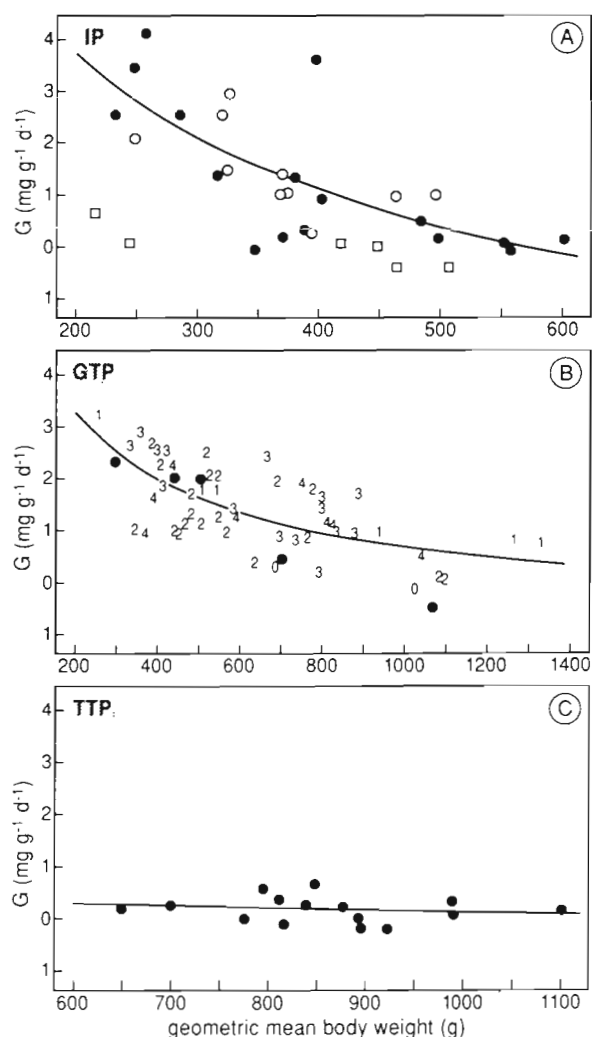 IP
A
G (mg g⁻¹ d⁻¹)
4
3
2
1
0
1
200 300 400 500 600
GTP
B
G (mg g⁻¹ d⁻¹)
4
3
2
1
0
1
200 400 600 800 1000 1200 1400
TTP
C
G (mg g⁻¹ d⁻¹)
4
3
2
1
0
1
600 700 800 900 1000 1100
geometric mean body weight (g)